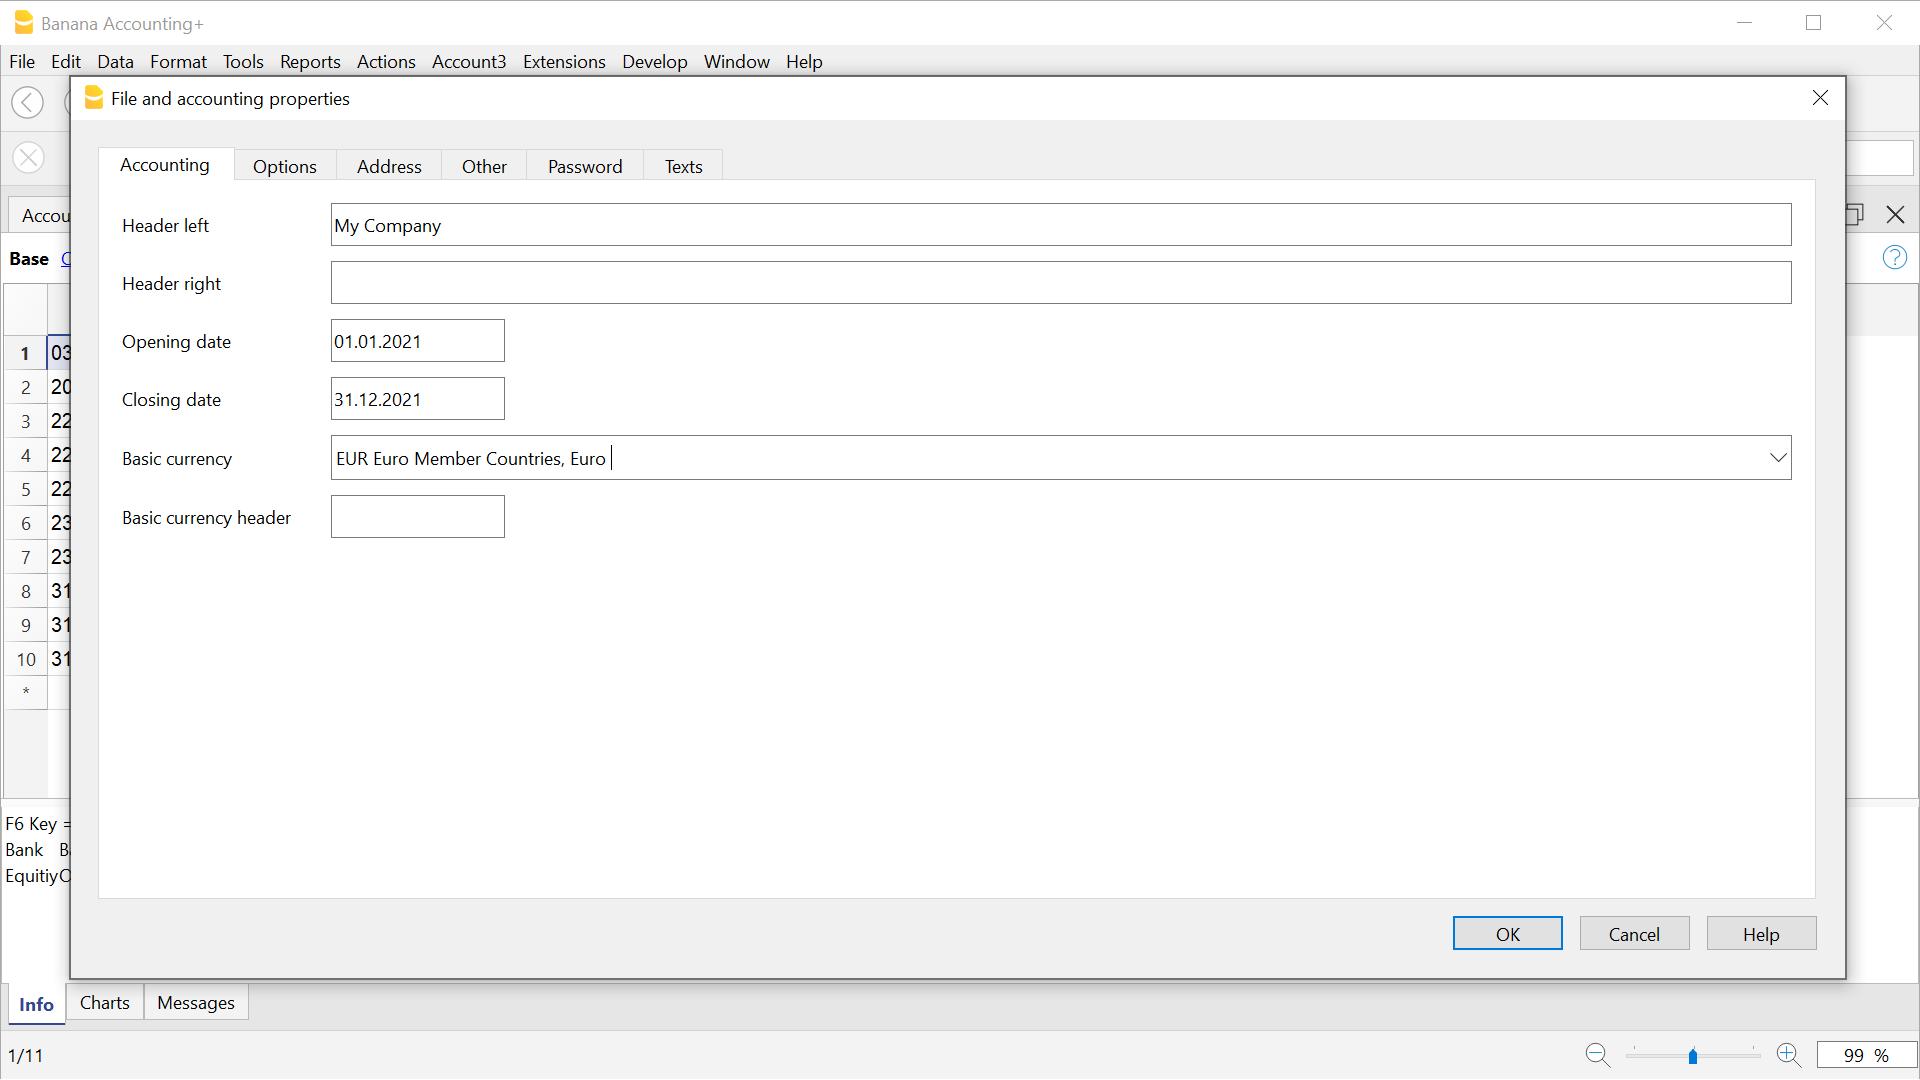 Banana Accounting+
File Edit Data Format Tools Reports Actions Account3 Extensions Develop Window Help
File and accounting properties
Accounting Options Address Other Password Texts
Accou
Base
Header left My Company
Header right
Opening date 01.01.2021
Closing date 31.12.2021
Basic currency EUR Euro Member Countries, Euro
Basic currency header
1 03
2 20
3 22
4 22
5 22
6 23
7 23
8 31
9 31
10 31
*
F6 Key =
Bank
EquitiyO
OK Cancel Help
Info Charts Messages
1/11
99 %